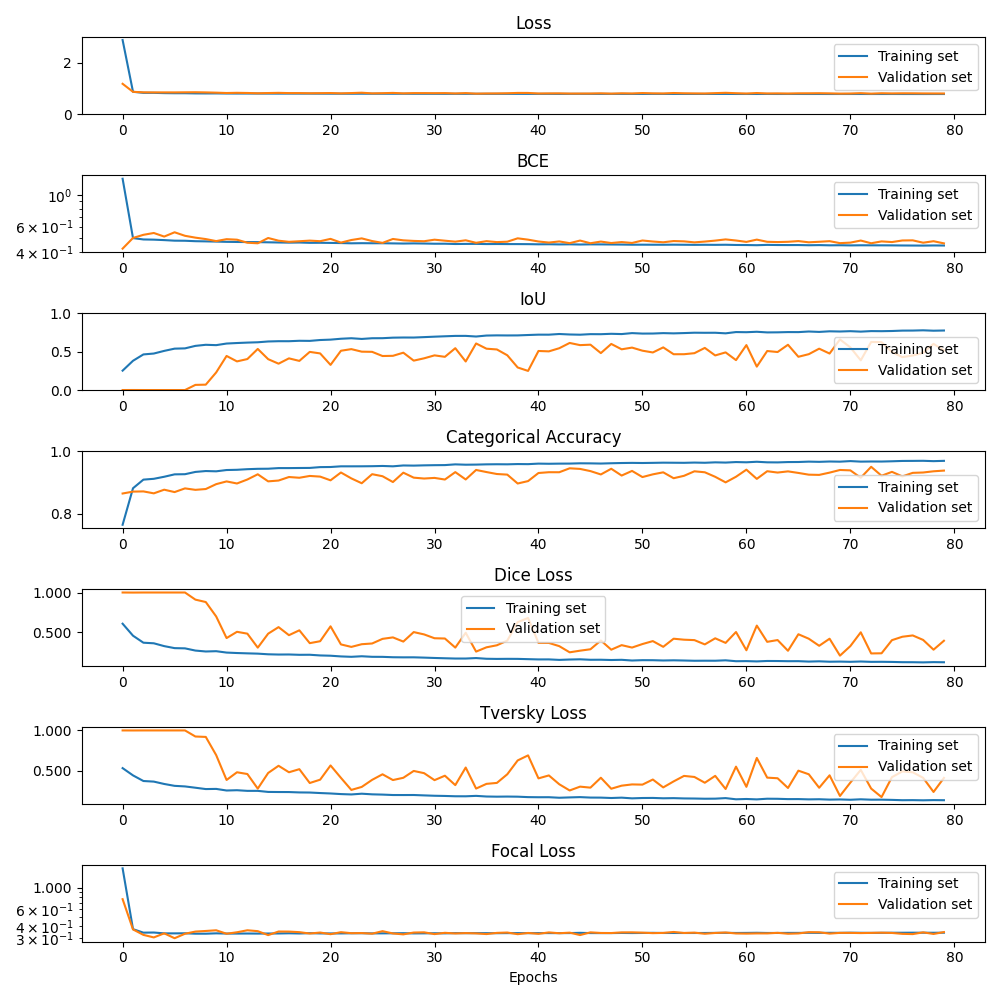 Loss
2
0
Training set
Validation set
0 10 20 30 40 50 60 70 80
BCE
10⁰
6 × 10⁻¹
4 × 10⁻¹
Training set
Validation set
0 10 20 30 40 50 60 70 80
IoU
1.0
0.5
0.0
Training set
Validation set
0 10 20 30 40 50 60 70 80
Categorical Accuracy
1.0
0.8
Training set
Validation set
0 10 20 30 40 50 60 70 80
Dice Loss
1.000
0.500
Training set
Validation set
0 10 20 30 40 50 60 70 80
Tversky Loss
1.000
0.500
Training set
Validation set
0 10 20 30 40 50 60 70 80
Focal Loss
1.000
6 × 10⁻¹
4 × 10⁻¹
3 × 10⁻¹
Training set
Validation set
0 10 20 30 40 50 60 70 80
Epochs